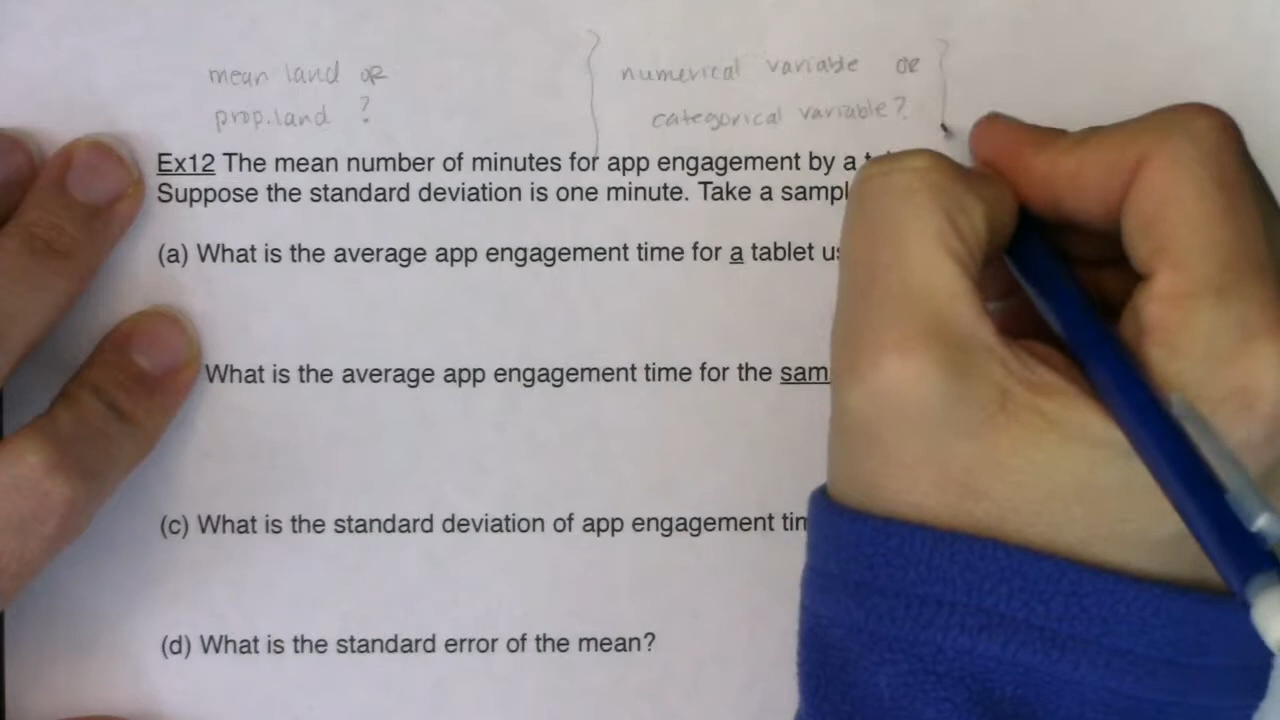 mean land or
prop.land ?
numerical variable or
categorical variable?
Ex12 The mean number of minutes for app engagement by a
Suppose the standard deviation is one minute. Take a
(a) What is the average app engagement time for a tablet
What is the average app engagement time for the
(c) What is the standard deviation of app engagement
(d) What is the standard error of the mean?